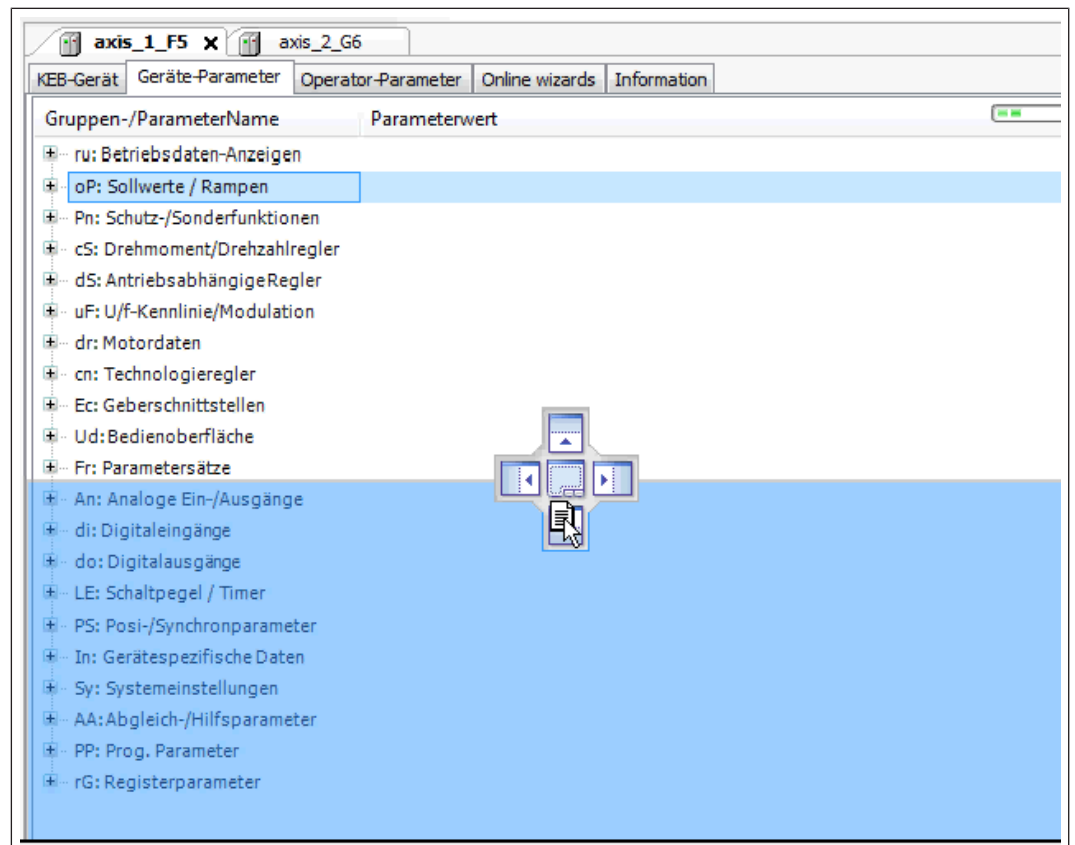 axis_1_F5 x axis_2_G6
KEB-Gerät Geräte-Parameter Operator-Parameter Online wizards Information
Gruppen-/ParameterName Parameterwert
ru: Betriebsdaten-Anzeigen
oP: Sollwerte / Rampen
Pn: Schutz-/Sonderfunktionen
cS: Drehmoment/Drehzahlregler
dS: Antriebsabhängige Regler
uF: U/f-Kennlinie/Modulation
dr: Motordaten
cn: Technologieregler
Ec: Geberschnittstellen
Ud: Bedienoberfläche
Fr: Parametersätze
An: Analoge Ein-/Ausgänge
di: Digitaleingänge
do: Digitalausgänge
LE: Schaltpegel / Timer
PS: Posi-/Synchronparameter
In: Gerätespezifische Daten
Sy: Systemeinstellungen
AA: Abgleich-/Hilfsparameter
PP: Prog. Parameter
rG: Registerparameter